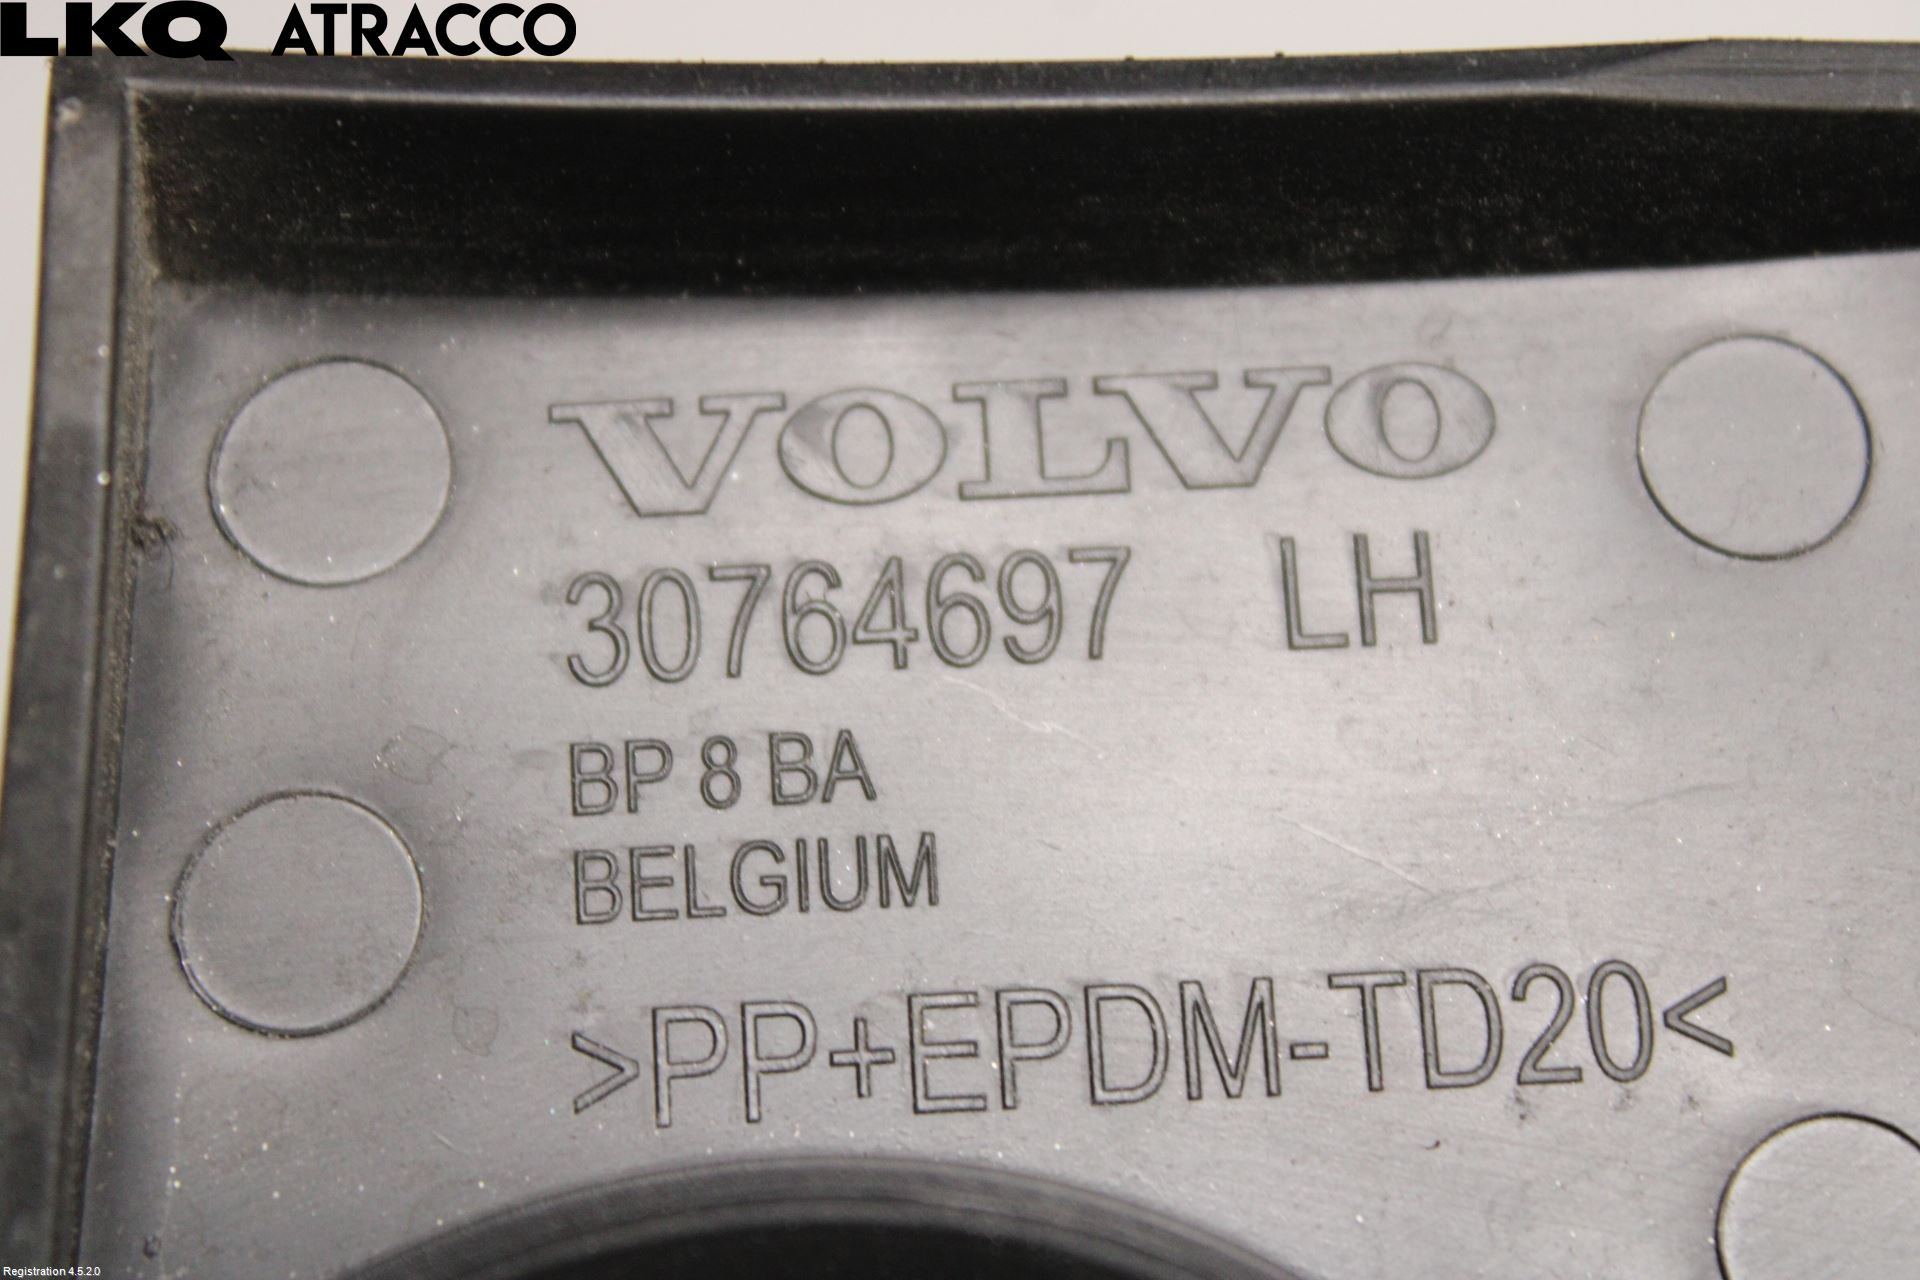 LKQ ATRACCO
VOLVO
30764697 LH
BP 8 BA
BELGIUM
>PP+EPDM-TD20<
Registration 4.5.2.0